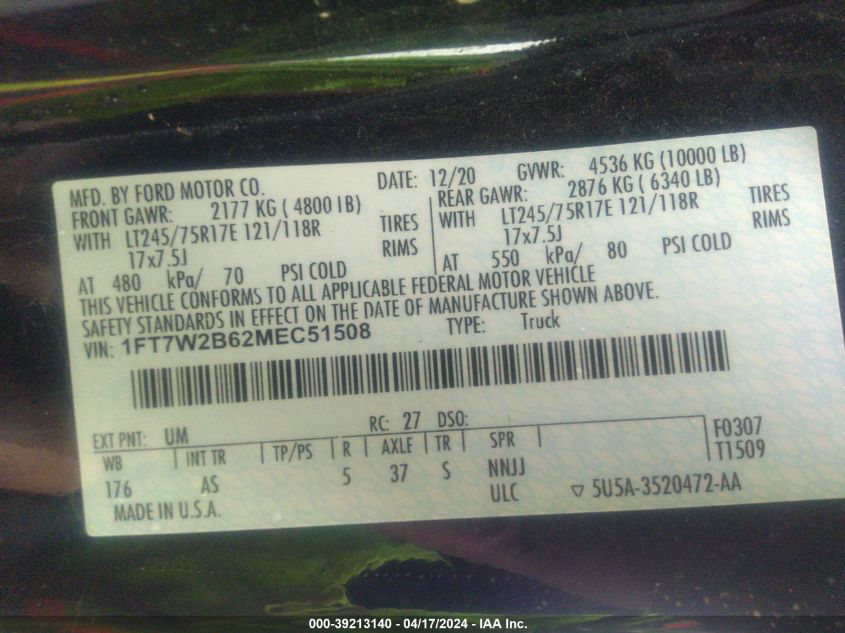 MFD. BY FORD MOTOR CO. DATE: 12/20 GVWR: 4536 KG (10000 LB)
FRONT GAWR: 2177 KG ( 4800 lB) REAR GAWR: 2876 KG ( 6340 LB)
WITH LT245/75R17E 121/118R TIRES WITH LT245/75R17E 121/118R TIRES
17x7.5J RIMS 17x7.5J RIMS
AT 480 kPa/ 70 PSI COLD AT 550 kPa/ 80 PSI COLD
THIS VEHICLE CONFORMS TO ALL APPLICABLE FEDERAL MOTOR VEHICLE
SAFETY STANDARDS IN EFFECT ON THE DATE OF MANUFACTURE SHOWN ABOVE.
VIN: 1FT7W2B62MEC51508 TYPE: Truck
EXT PNT: UM RC: 27 DSO: F0307
WB INT TR TP/PS R AXLE TR SPR T1509
176 AS 5 37 S NNJJ
ULC 5U5A-3520472-AA
MADE IN U.S.A.
000-39213140 - 04/17/2024 - IAA Inc.